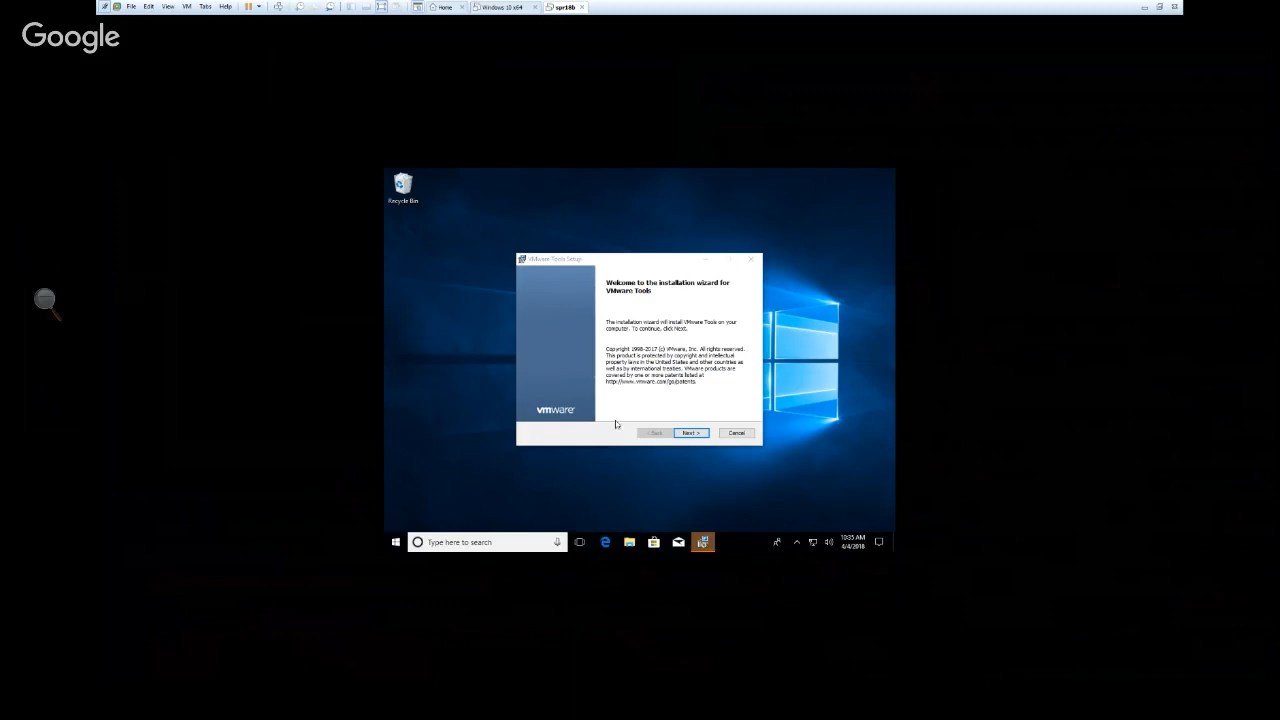 File Edit View VM Tabs Help
Home
Windows 10 x64
spr18b
Google
Recycle Bin
VMware Tools Setup
Welcome to the installation wizard for
VMware Tools
The installation wizard will install VMware Tools on your
computer. To continue, click Next.
Copyright 1998-2017 (c) VMware, Inc. All rights reserved.
This product is protected by copyright and intellectual
property laws in the United States and other countries as
well as by international treaties. VMware products are
covered by one or more patents listed at
http://www.vmware.com/go/patents.
vmware
< Back Next > Cancel
Type here to search
10:35 AM
4/4/2018